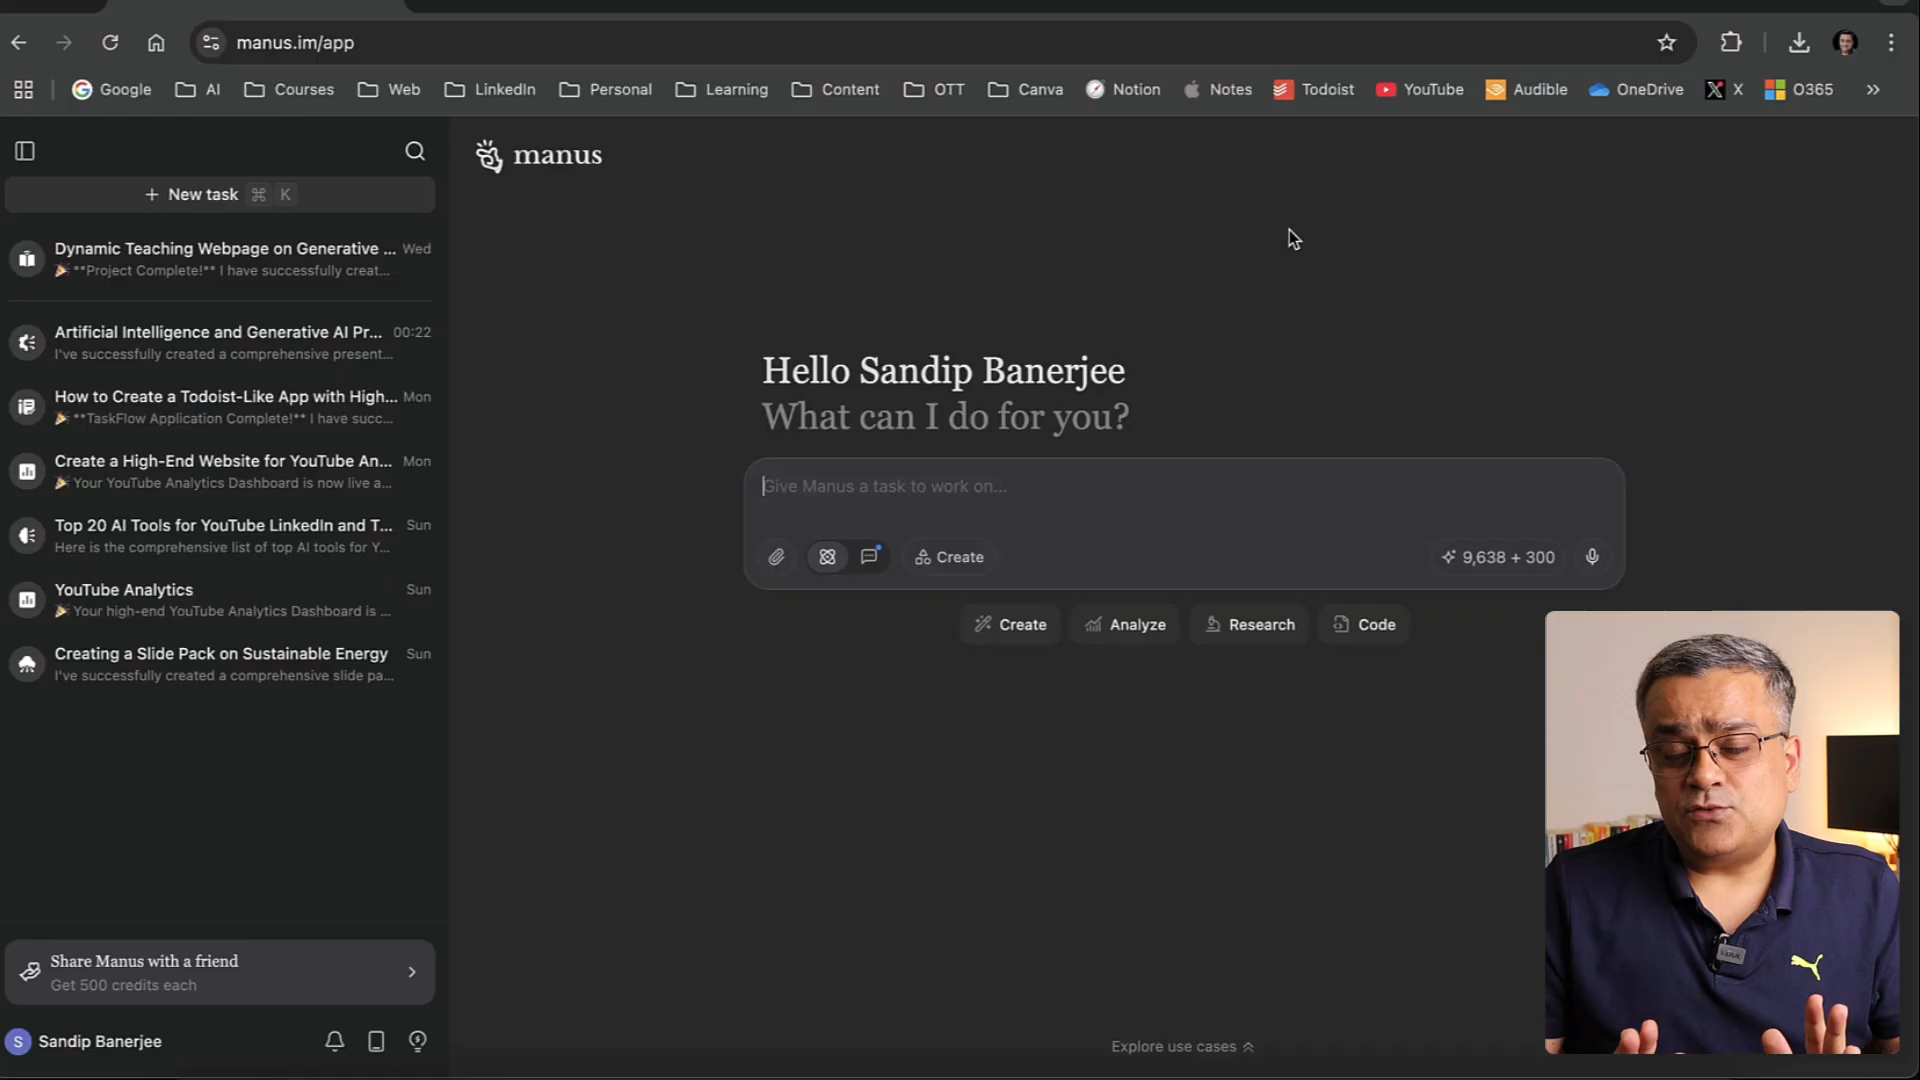 manus.im/app
Google
AI
Courses
Web
LinkedIn
Personal
Learning
Content
OTT
Canva
Notion
Notes
Todoist
YouTube
Audible
OneDrive
X
O365
manus
New task ⌘ K
Dynamic Teaching Webpage on Generative ... Wed
🎉 **Project Complete!** I have successfully creat...
Artificial Intelligence and Generative AI Pr... 00:22
I've successfully created a comprehensive present...
How to Create a Todoist-Like App with High... Mon
🎉 **TaskFlow Application Complete!** I have succ...
Create a High-End Website for YouTube An... Mon
🎉 Your YouTube Analytics Dashboard is now live a...
Top 20 AI Tools for YouTube LinkedIn and T... Sun
Here is the comprehensive list of top AI tools for Y...
YouTube Analytics Sun
🎉 Your high-end YouTube Analytics Dashboard is ...
Creating a Slide Pack on Sustainable Energy Sun
I've successfully created a comprehensive slide pa...
Hello Sandip Banerjee
What can I do for you?
Give Manus a task to work on...
Create
9,638 + 300
Create
Analyze
Research
Code
Share Manus with a friend
Get 500 credits each
S Sandip Banerjee
Explore use cases